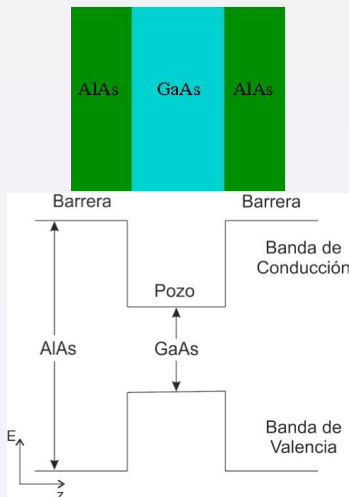 AlAs GaAs AlAs
Barrera Barrera
Banda de
Conducción
Pozo
AlAs GaAs
Banda de
Valencia
E
z